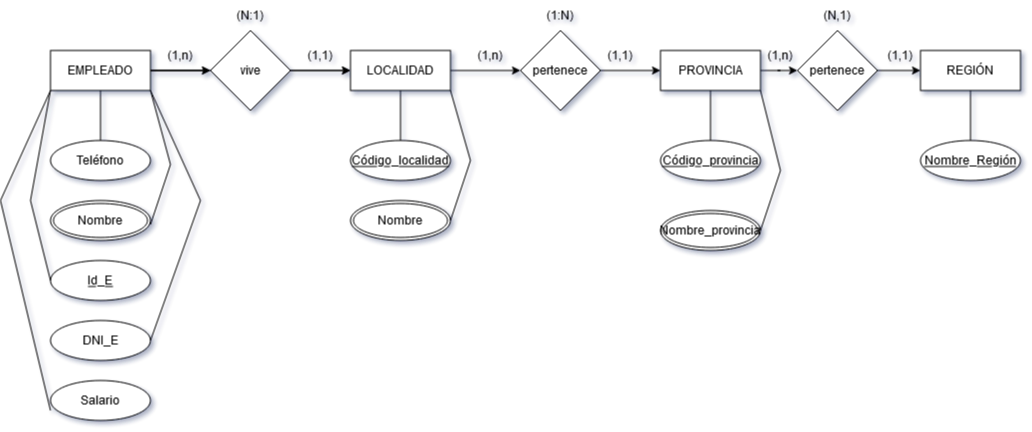 (N:1)
(1:N)
(N,1)
(1,n)
(1,1)
(1,n)
(1,1)
(1,n)
(1,1)
EMPLEADO
vive
LOCALIDAD
pertenece
PROVINCIA
pertenece
REGIÓN
Teléfono
Código_localidad
Código_provincia
Nombre_Región
Nombre
Nombre
Nombre_provincia
Id_E
DNI_E
Salario